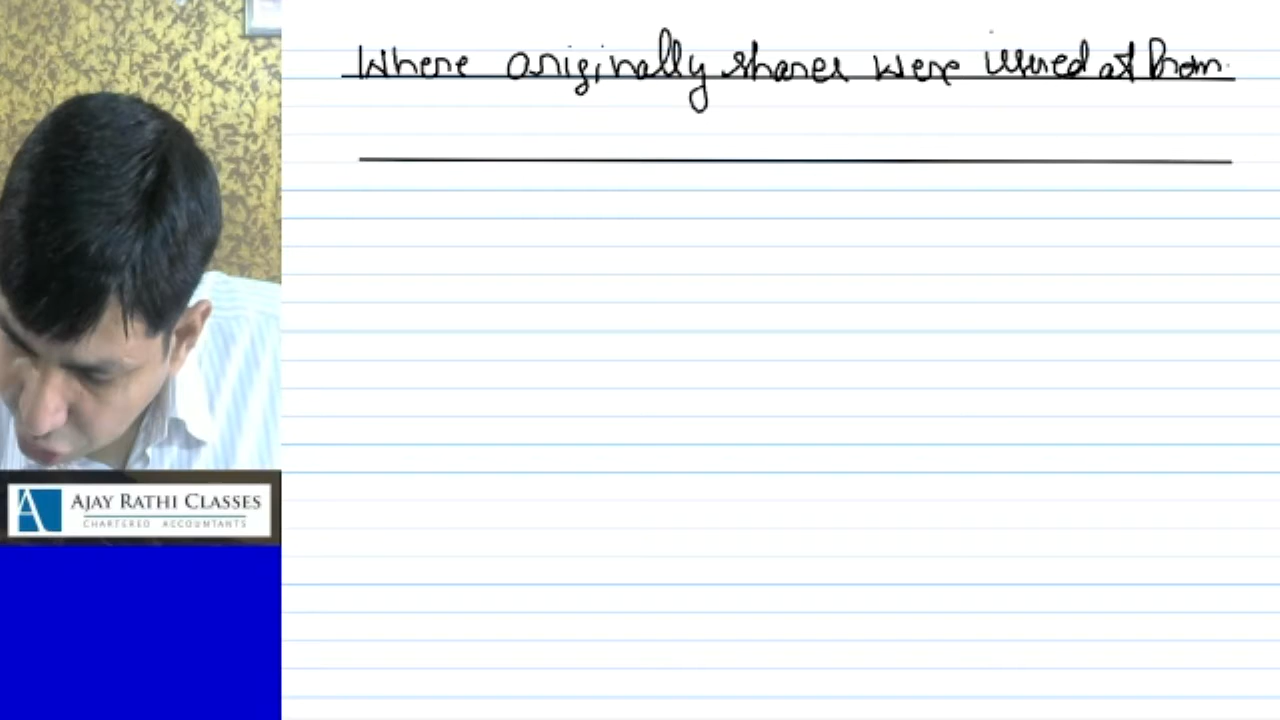 Where originally shares were issued at Prem.
AJAY RATHI CLASSES
CHARTERED ACCOUNTANTS